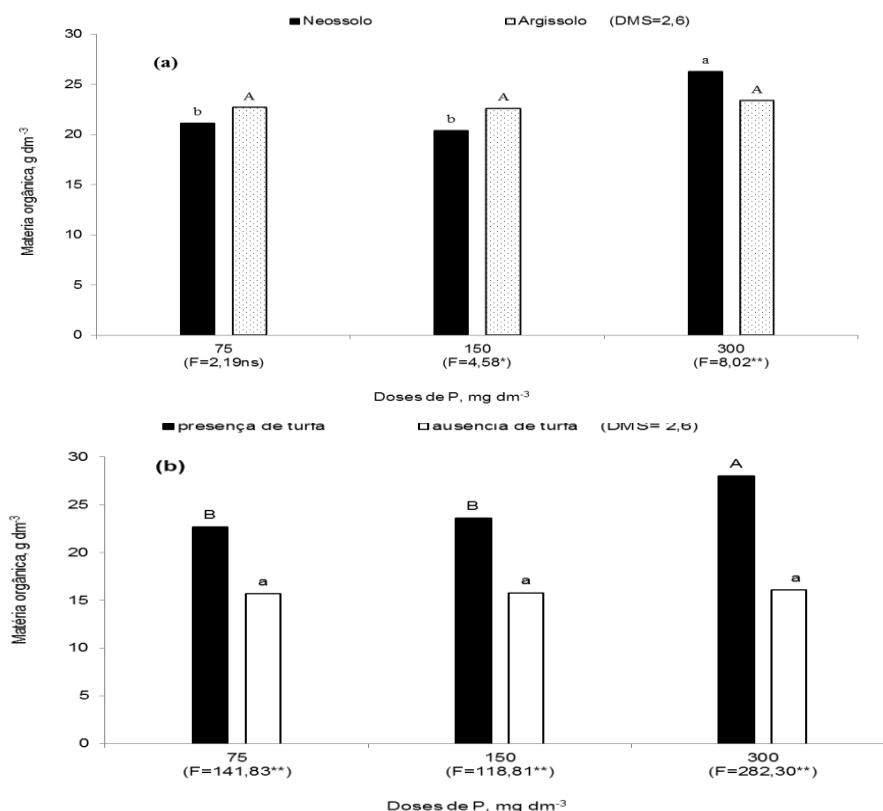 Neossolo Argissolo (DMS=2,6)
30
(a)
a
25
A
A
A
b
b
20
15
10
5
0
Materia orgânica, g dm-3
75 150 300
(F=2,19ns) (F=4,58*) (F=8,02**)
Doses de P, mg dm-3
presença de turfa ausência de turfa (DMS= 2,6)
30
(b)
A
25
B
B
20
a
a
a
15
10
5
0
Matéria orgânica, g dm-3
75 150 300
(F=141,83**) (F=118,81**) (F=282,30**)
Doses de P, mg dm-3